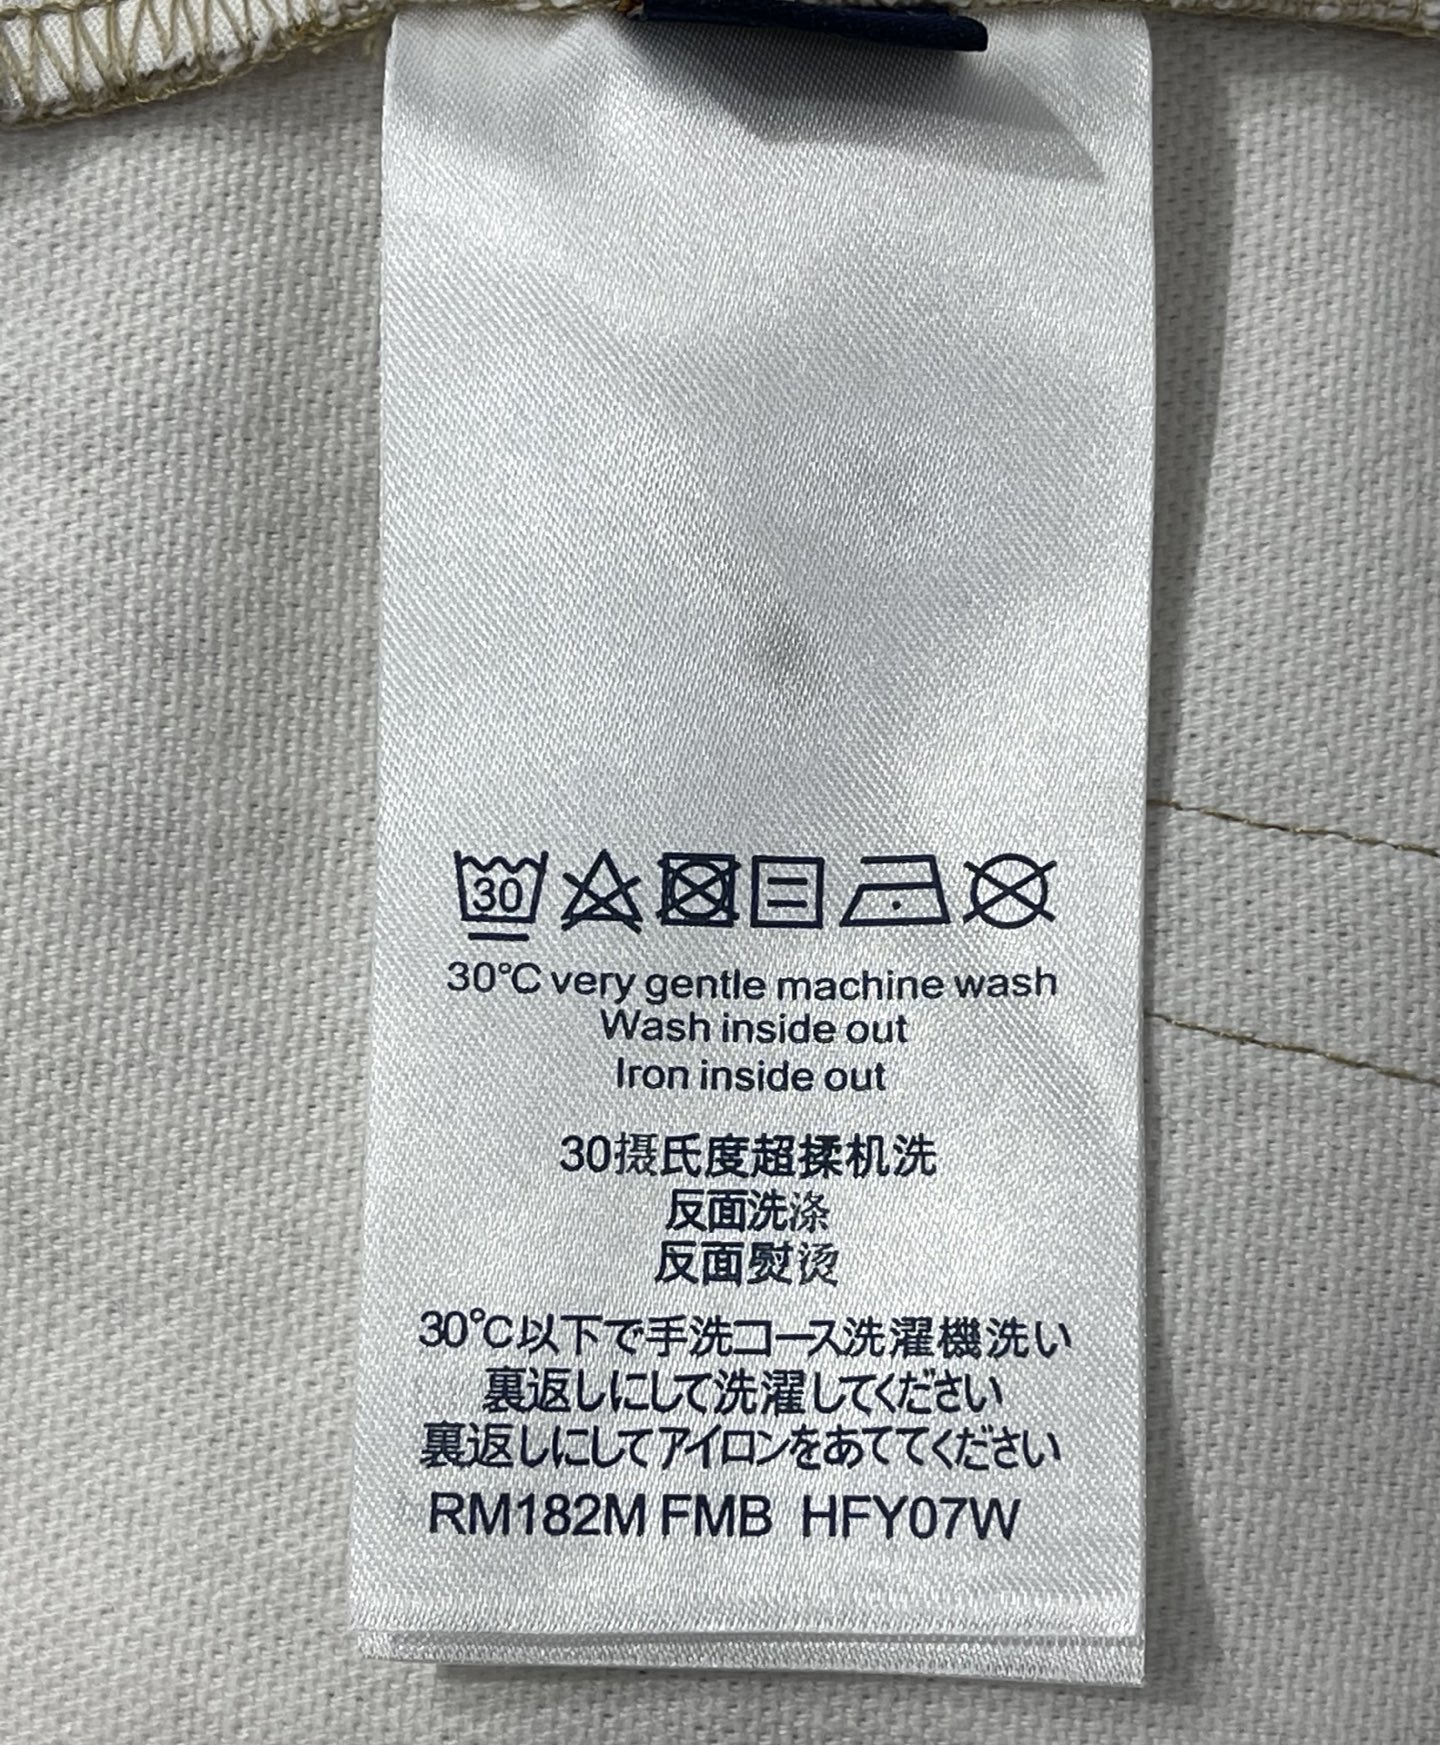 30
30°C very gentle machine wash
Wash inside out
Iron inside out
30摄氏度超揉机洗
反面洗涤
反面熨烫
30℃以下で手洗コース洗濯機洗い
裏返しにして洗濯してください
裏返しにしてアイロンをあててください
RM182M FMB HFY07W